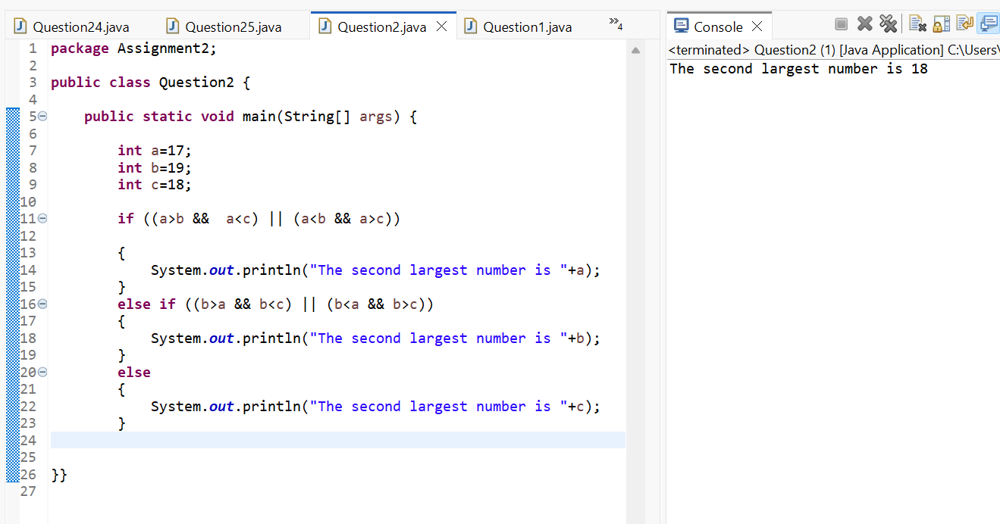 Question24.java Question25.java Question2.java Question1.java »4
1 package Assignment2;
2
3 public class Question2 {
4
5 public static void main(String[] args) {
6
7 int a=17;
8 int b=19;
9 int c=18;
10
11 if ((a>b &&  a<c) || (a<b && a>c))
12
13 {
14 System.out.println("The second largest number is "+a);
15 }
16 else if ((b>a && b<c) || (b<a && b>c))
17 {
18 System.out.println("The second largest number is "+b);
19 }
20 else
21 {
22 System.out.println("The second largest number is "+c);
23 }
24
25
26 }}
27
Console
<terminated> Question2 (1) [Java Application] C:\Users\
The second largest number is 18